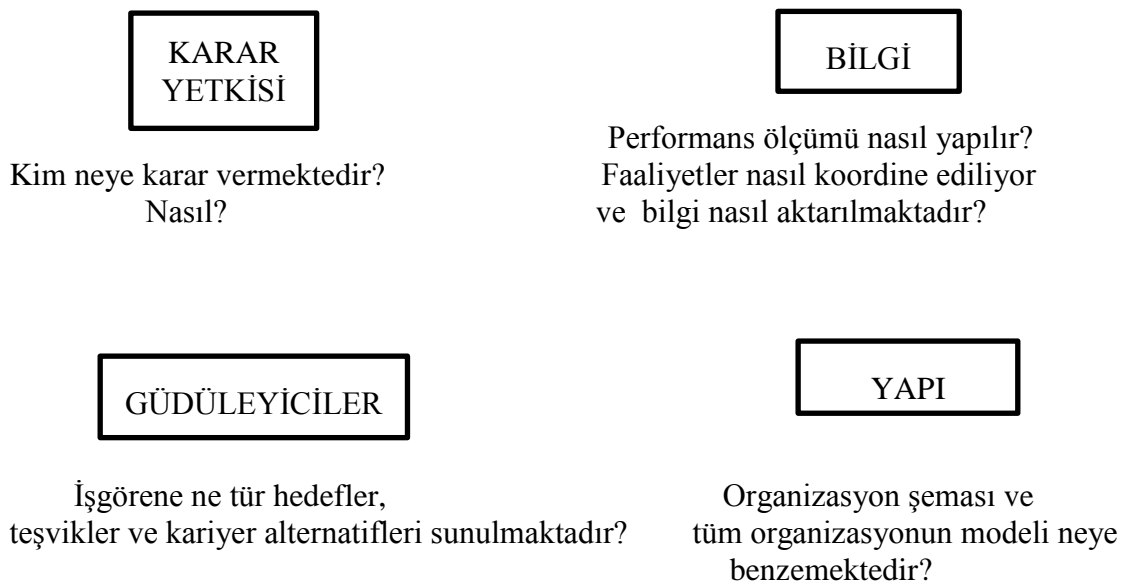 KARAR
YETKİSİ
Kim neye karar vermektedir?
Nasıl?
BİLGİ
Performans ölçümü nasıl yapılır?
Faaliyetler nasıl koordine ediliyor
ve bilgi nasıl aktarılmaktadır?
GÜDÜLEYİCİLER
İşgörene ne tür hedefler,
teşvikler ve kariyer alternatifleri sunulmaktadır?
YAPI
Organizasyon şeması ve
tüm organizasyonun modeli neye
benzemektedir?